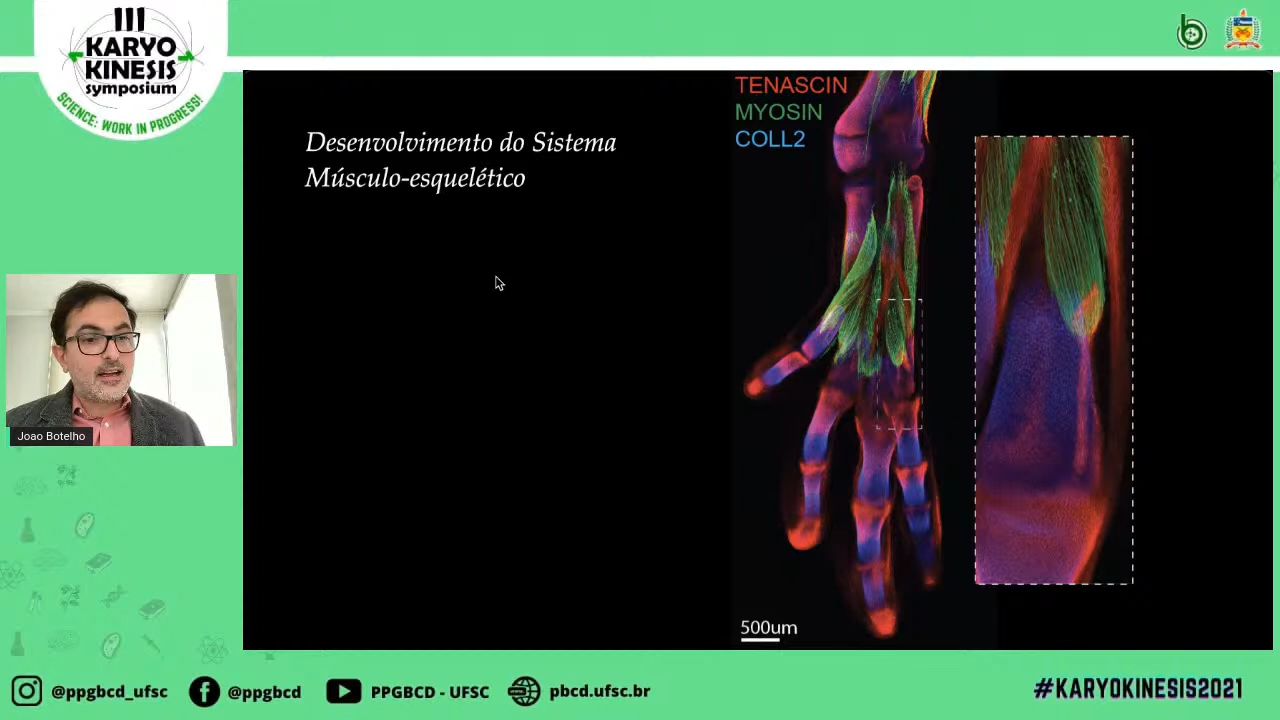 III
KARYO
KINESIS
symposium
SCIENCE: WORK IN PROGRESS!
Desenvolvimento do Sistema
Músculo-esquelético
TENASCIN
MYOSIN
COLL2
500um
Joao Botelho
@ppgbcd_ufsc
@ppgbcd
PPGBCD - UFSC
pbcd.ufsc.br
#KARYOKINESIS2021